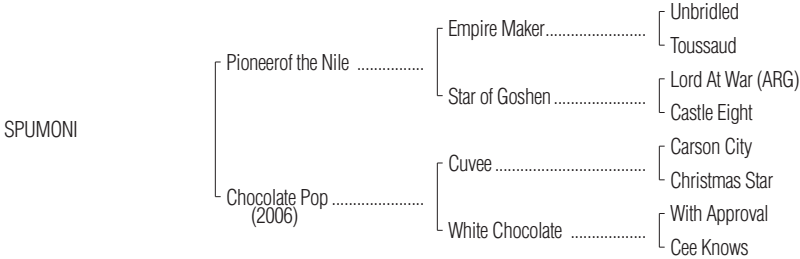 Unbridled
Empire Maker......................
Toussaud
Pioneerof the Nile ................
Lord At War (ARG)
Star of Goshen......................
Castle Eight
SPUMONI
Carson City
Cuvee....................................
Christmas Star
Chocolate Pop ......................
(2006)
With Approval
White Chocolate ..................
Cee Knows